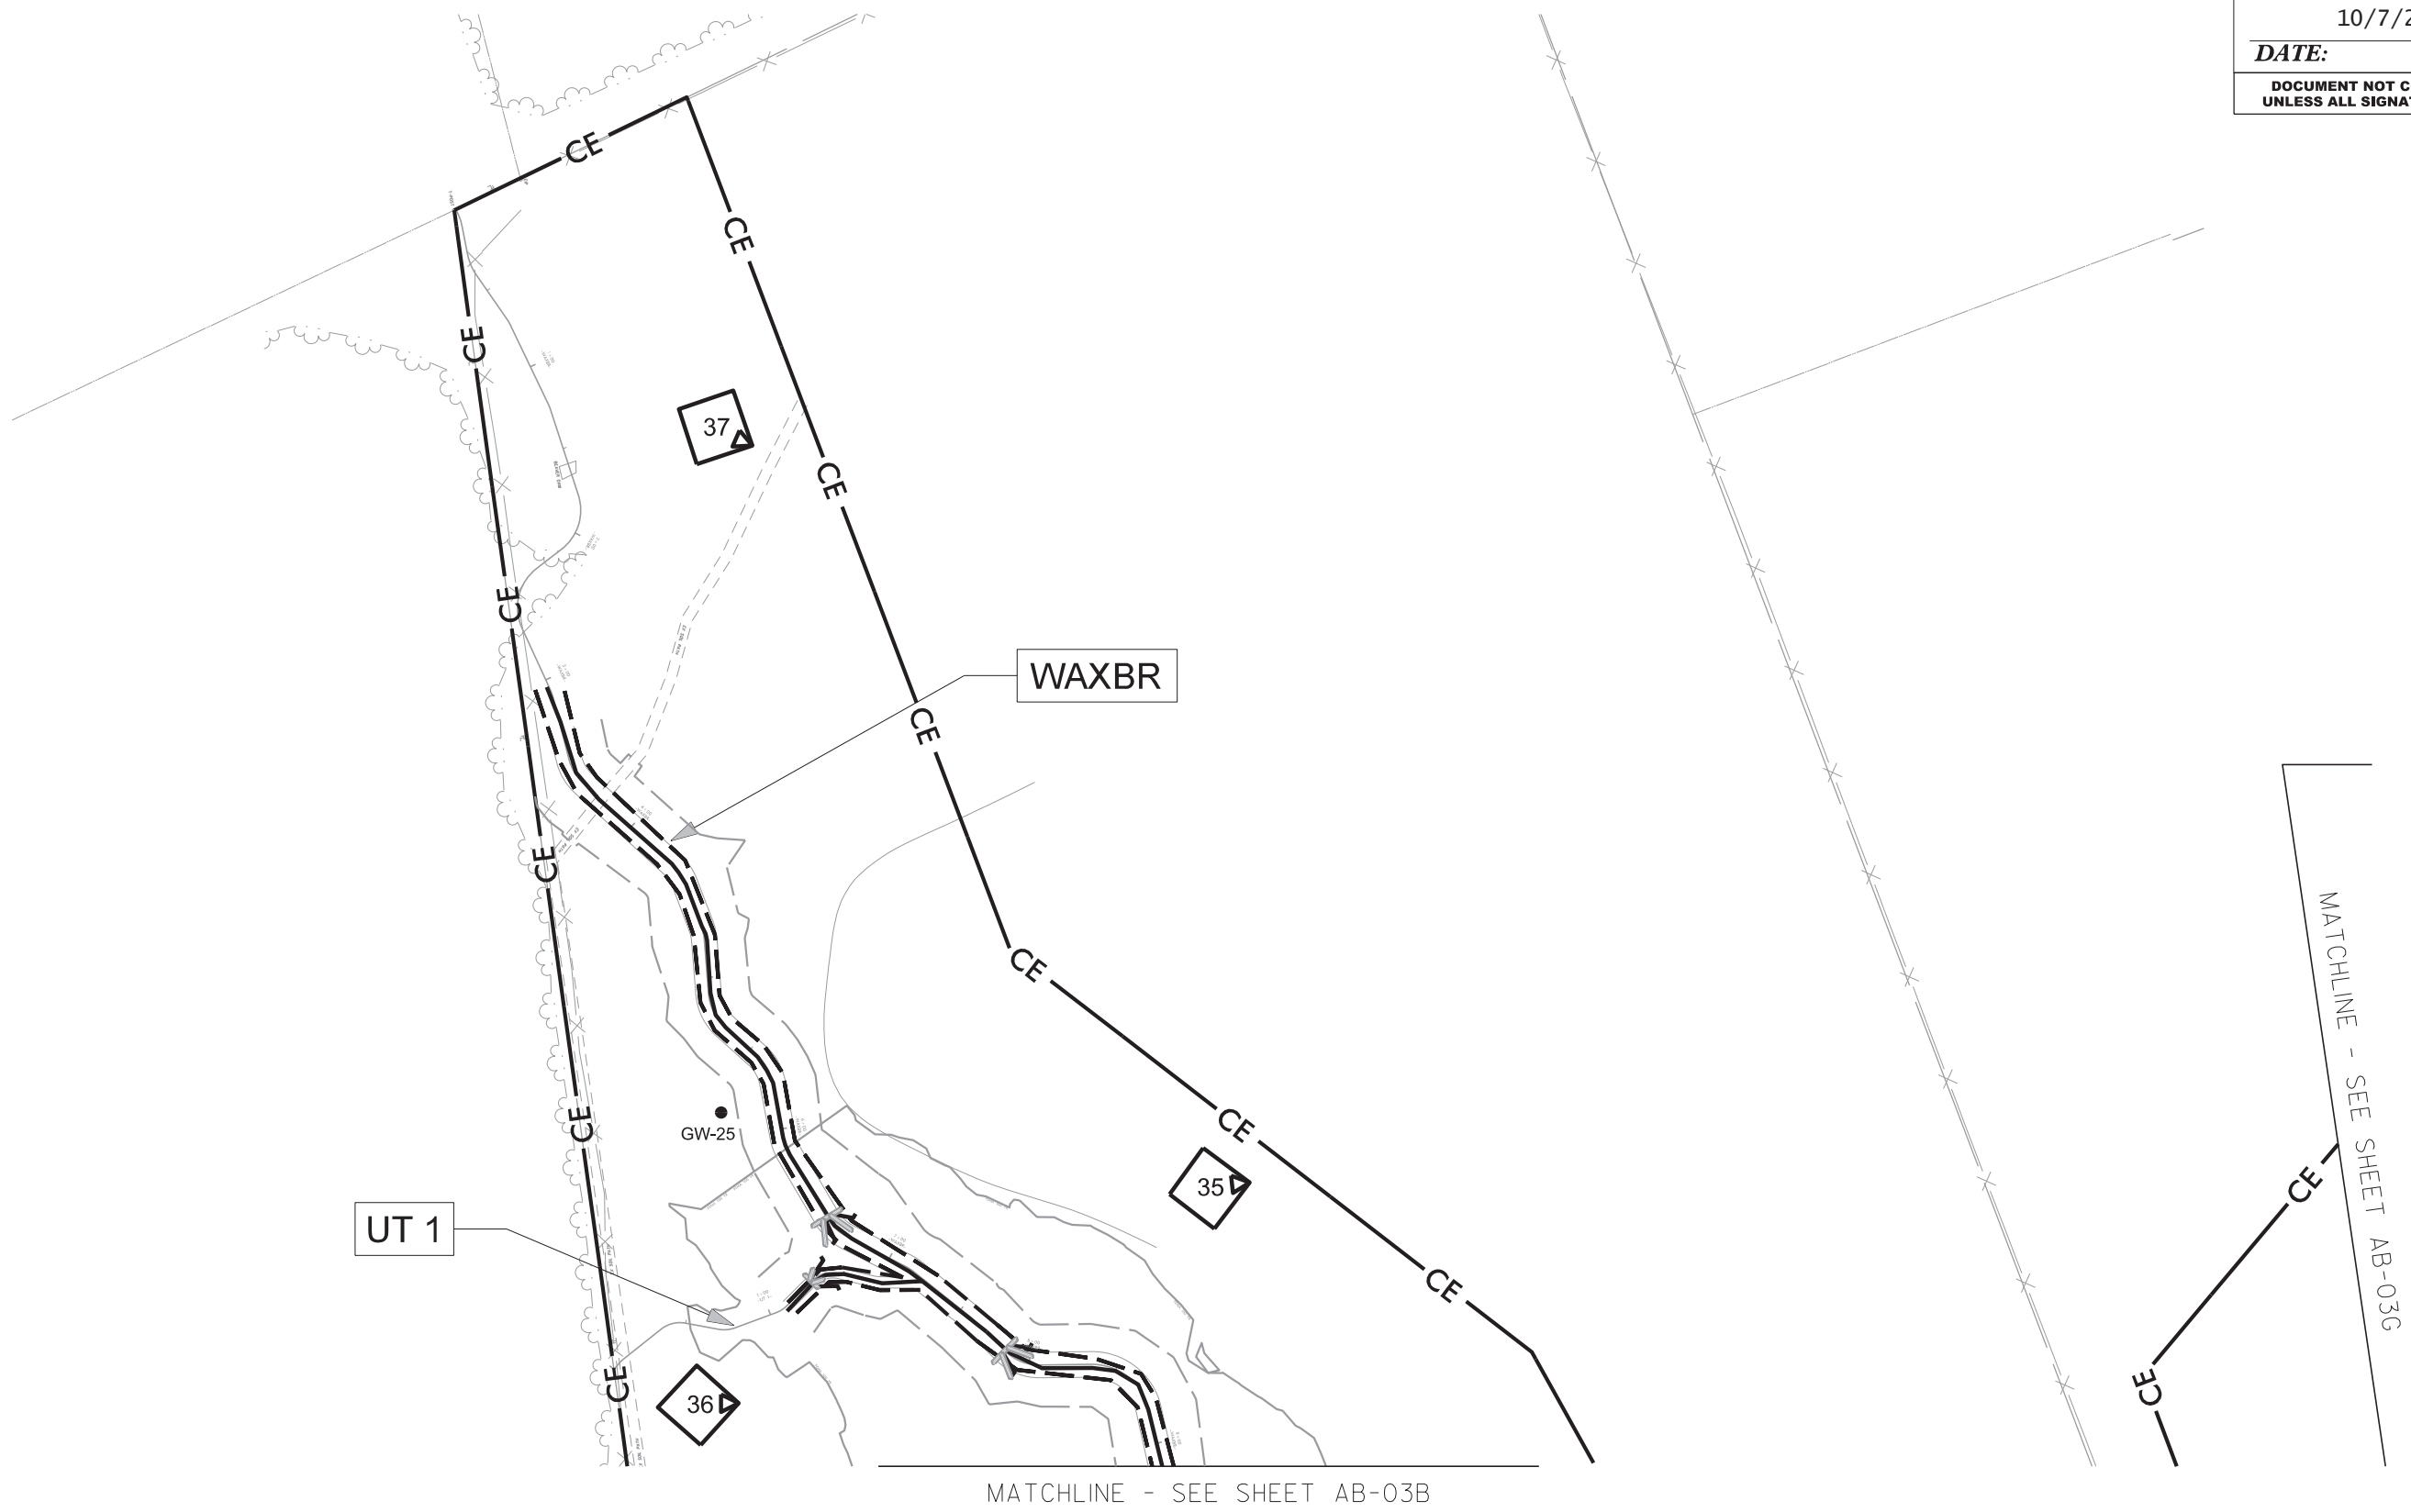 10/7/2
DATE:
DOCUMENT NOT C
UNLESS ALL SIGNAT
CE
CE
CE
37
CE
CE
WAXBR
CE
CE
CE
GW-25
CE
CE
35
UT 1
CE
CE
CE
36
CE
MATCHLINE - SEE SHEET AB-03G
MATCHLINE - SEE SHEET AB-03B